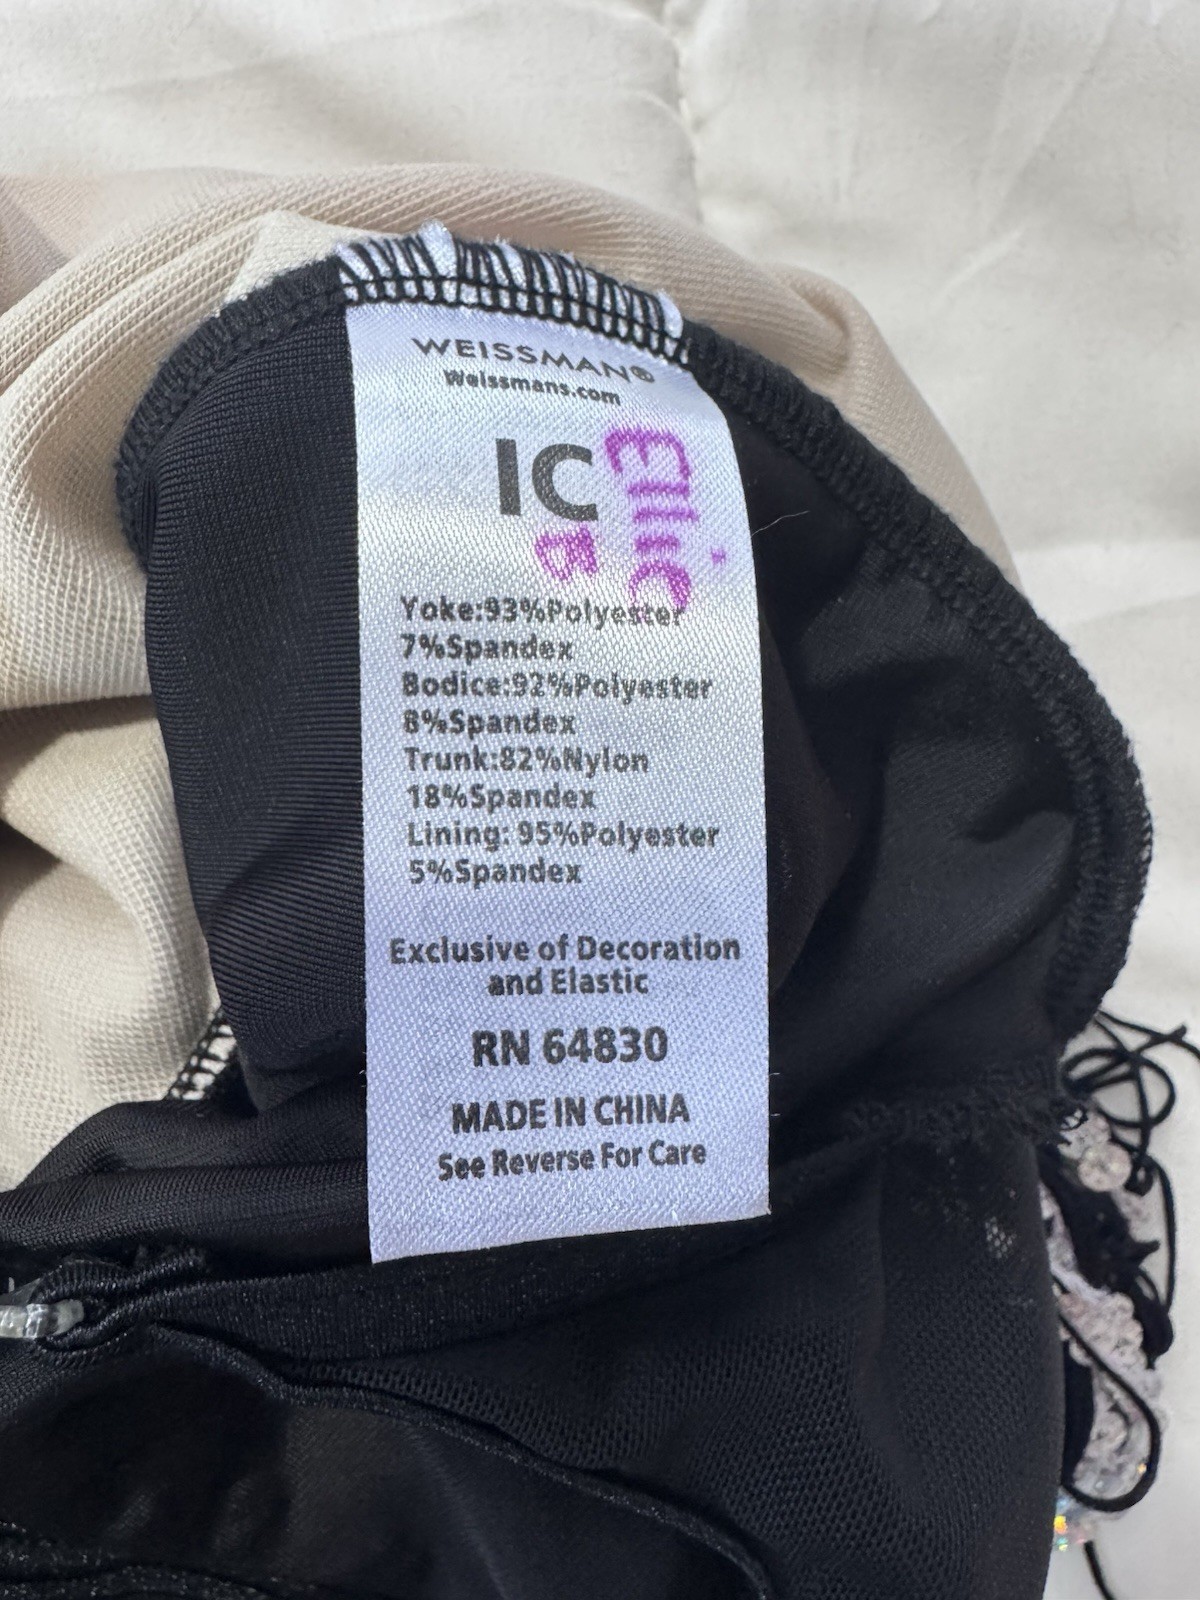 WEISSMAN®
Weissmans.com
IC
Ellie
B
Yoke:93%Polyester
7%Spandex
Bodice:92%Polyester
8%Spandex
Trunk:82%Nylon
18%Spandex
Lining: 95%Polyester
5%Spandex
Exclusive of Decoration
and Elastic
RN 64830
MADE IN CHINA
See Reverse For Care